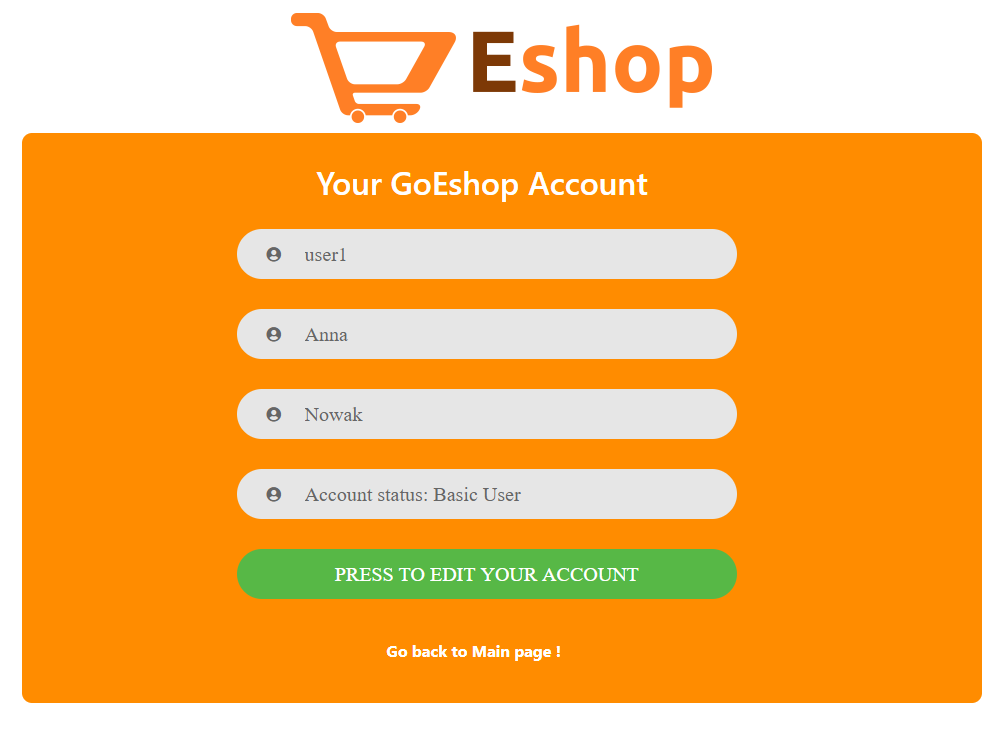 Eshop
Your GoEshop Account
user1
Anna
Nowak
Account status: Basic User
PRESS TO EDIT YOUR ACCOUNT
Go back to Main page !